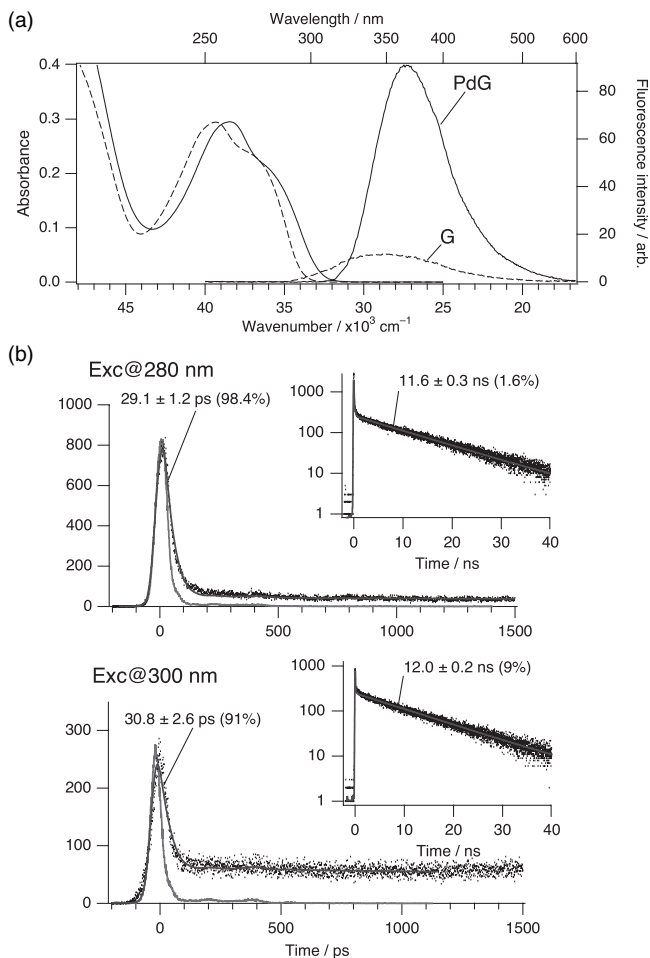 (a)
Wavelength / nm
250 300 350 400 500 600
0.4
0.3
0.2
0.1
0.0
Absorbance
PdG
G
80
60
40
20
0
Fluorescence intensity / arb.
45 40 35 30 25 20
Wavenumber / x10³ cm⁻¹
(b)
Exc@280 nm
29.1 ± 1.2 ps (98.4%)
1000
800
600
400
200
0
0 500 1000 1500
11.6 ± 0.3 ns (1.6%)
1000
100
10
1
0 10 20 30 40
Time / ns
Exc@300 nm
30.8 ± 2.6 ps (91%)
300
200
100
0
0 500 1000 1500
Time / ps
12.0 ± 0.2 ns (9%)
1000
100
10
1
0 10 20 30 40
Time / ns